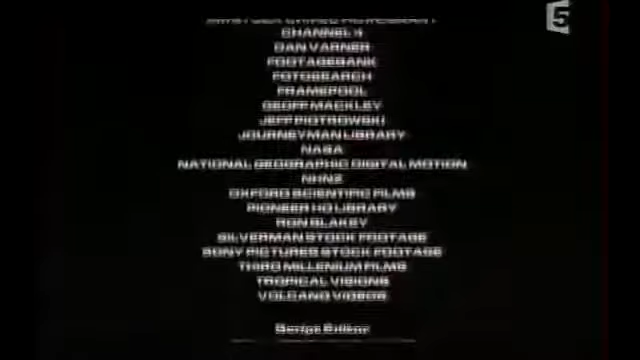 5
CHANNEL 4
DAN VARNER
FOOTAGEBANK
FOTOSEARCH
FRAMEPOOL
GEOFF MACKLEY
JEFF PIOTROWSKI
JOURNEYMAN LIBRARY
NASA
NATIONAL GEOGRAPHIC DIGITAL MOTION
NHNZ
OXFORD SCIENTIFIC FILMS
PIONEER HD LIBRARY
RON BLAKEY
SILVERMAN STOCK FOOTAGE
SONY PICTURES STOCK FOOTAGE
THIRD MILLENIUM FILMS
TROPICAL VISIONS
VOLCANO VIDEOS
Script Editor